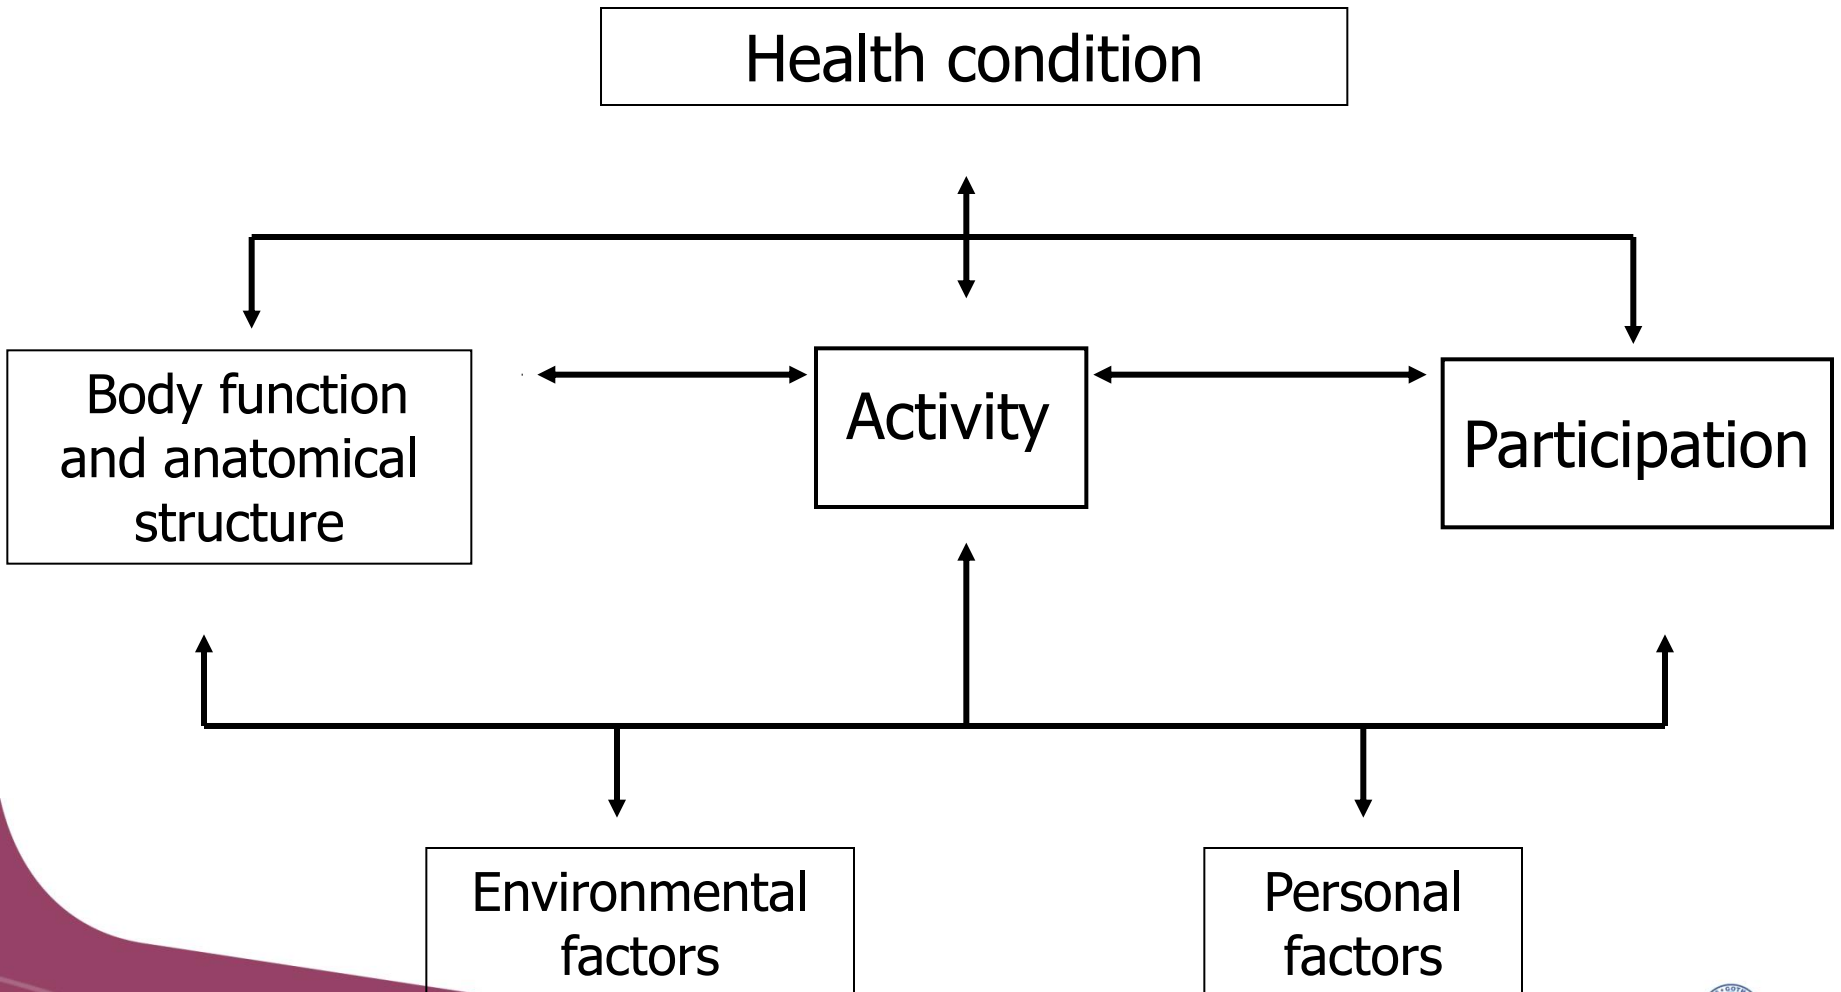 Health condition
Body function
and anatomical
structure
Activity
Participation
Environmental
factors
Personal
factors